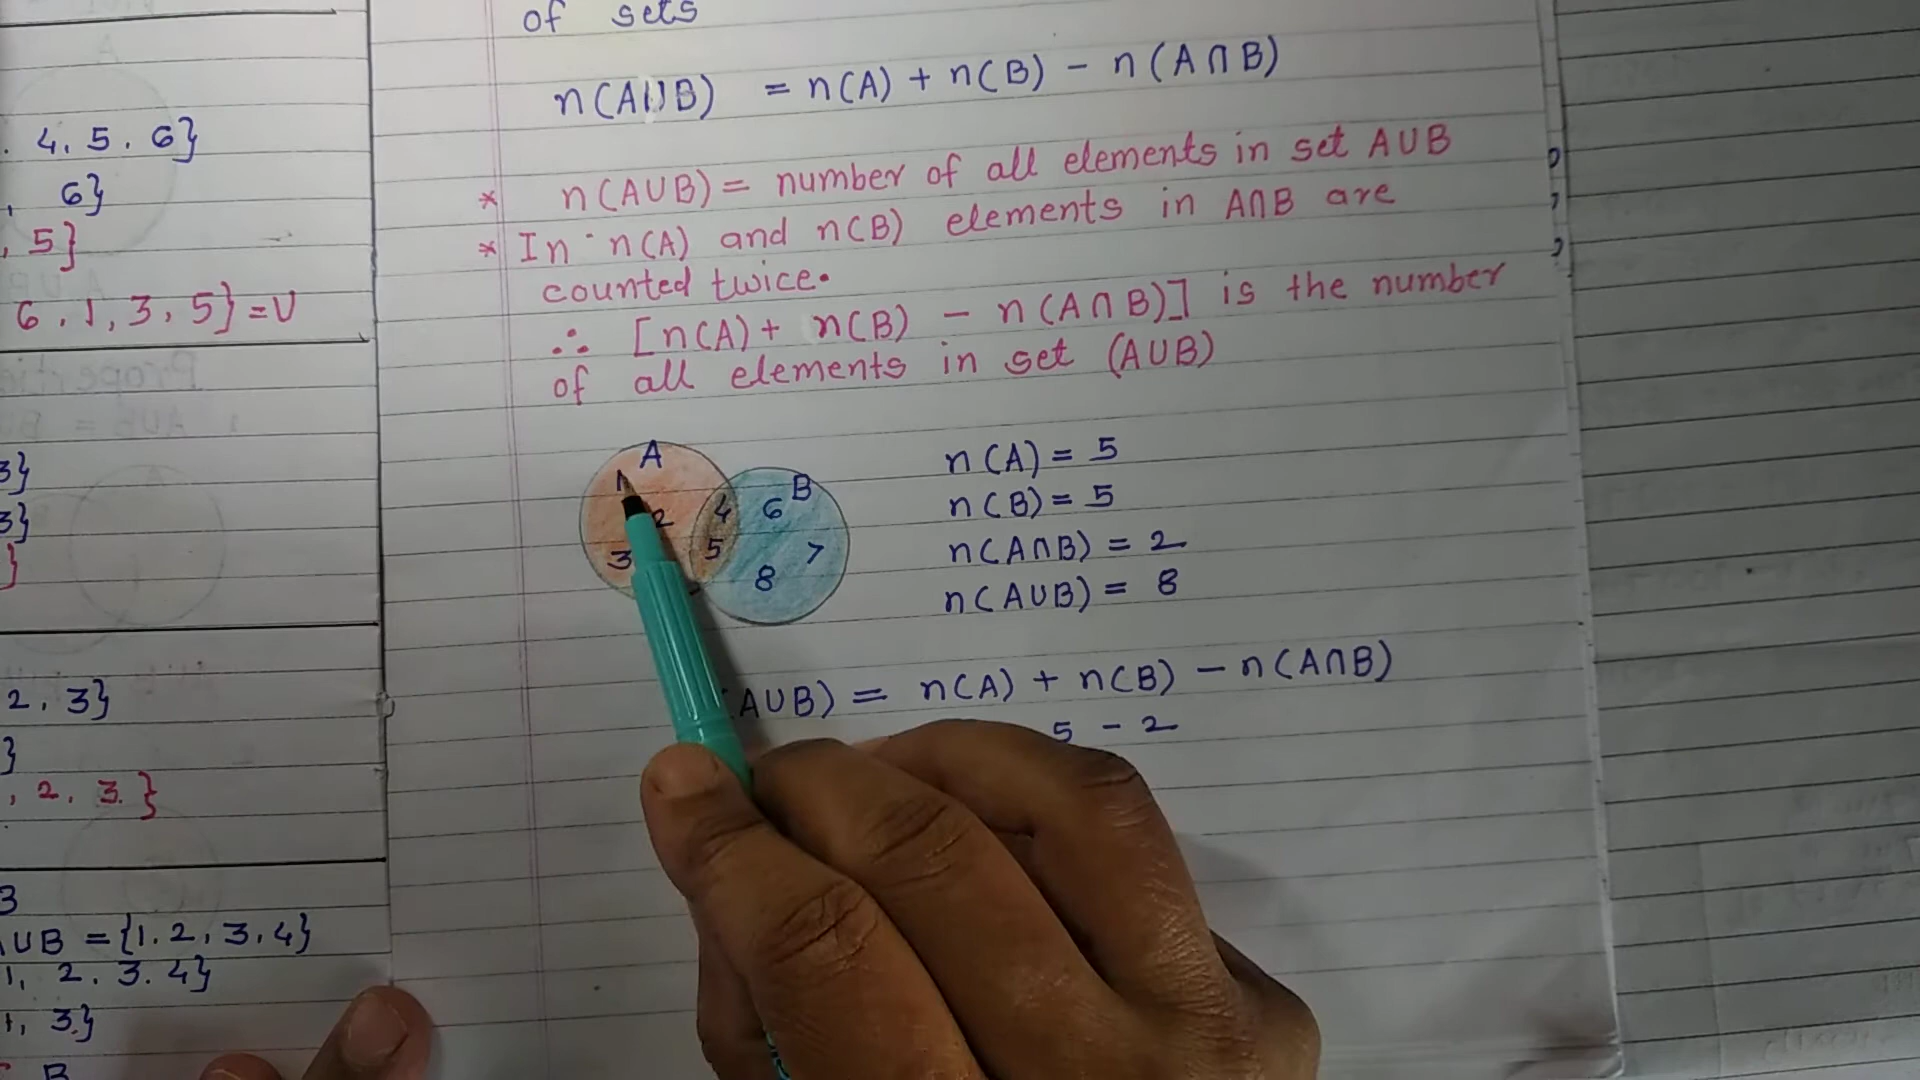 of sets
n(AUB) = n(A) + n(B) - n(A∩B)
* n(AUB) = number of all elements in set AUB
* In n(A) and n(B) elements in A∩B are
counted twice.
∴ [n(A) + n(B) - n(A∩B)] is the number
of all elements in set (AUB)
A
B
1
2
3
4
5
6
7
8
n(A) = 5
n(B) = 5
n(A∩B) = 2
n(AUB) = 8
(AUB) = n(A) + n(B) - n(A∩B)
5 - 2
. 4, 5, 6}
, 6}
, 5}
6, 1, 3, 5} = U
3}
3}
}
2, 3}
}
, 2, 3.}
3
UB = {1, 2, 3, 4}
1, 2, 3, 4}
1, 3}
B